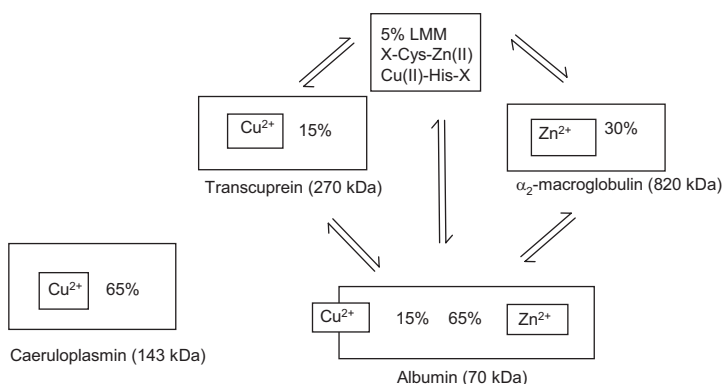 5% LMM
X-Cys-Zn(II)
Cu(II)-His-X
Cu²⁺ 15%
Transcuprein (270 kDa)
Zn²⁺ 30%
α₂-macroglobulin (820 kDa)
Cu²⁺ 65%
Caeruloplasmin (143 kDa)
Cu²⁺ 15% 65% Zn²⁺
Albumin (70 kDa)